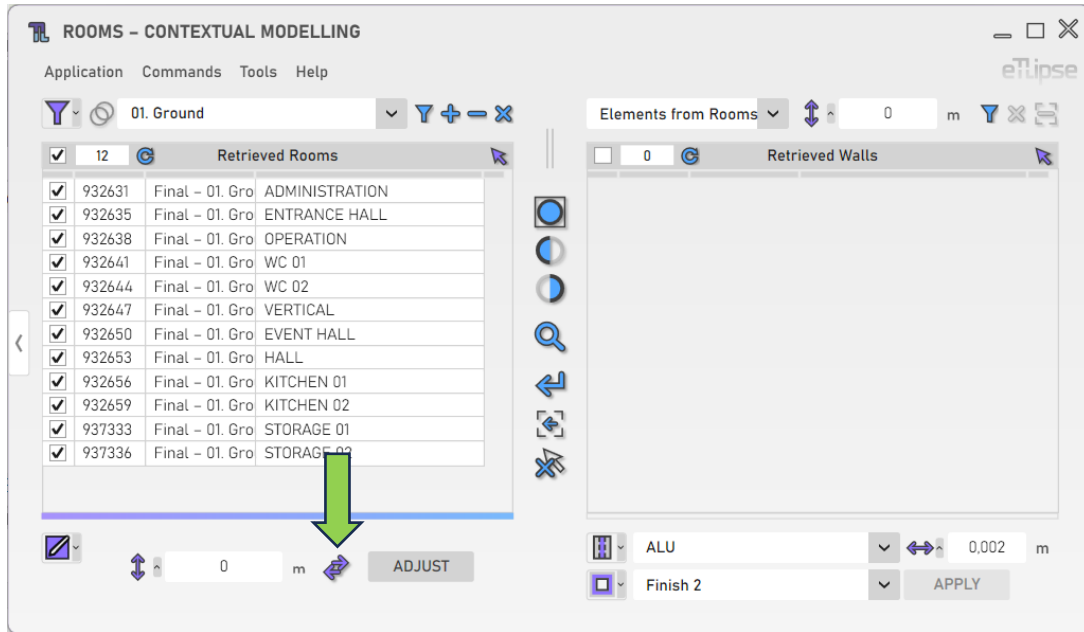 ROOMS – CONTEXTUAL MODELLING
Application Commands Tools Help
eTLipse
01. Ground
Elements from Rooms 0 m
12 Retrieved Rooms
0 Retrieved Walls
932631 Final – 01. Gro ADMINISTRATION
932635 Final – 01. Gro ENTRANCE HALL
932638 Final – 01. Gro OPERATION
932641 Final – 01. Gro WC 01
932644 Final – 01. Gro WC 02
932647 Final – 01. Gro VERTICAL
932650 Final – 01. Gro EVENT HALL
932653 Final – 01. Gro HALL
932656 Final – 01. Gro KITCHEN 01
932659 Final – 01. Gro KITCHEN 02
937333 Final – 01. Gro STORAGE 01
937336 Final – 01. Gro STORAGE 02
0 m ADJUST
ALU 0,002 m
Finish 2 APPLY